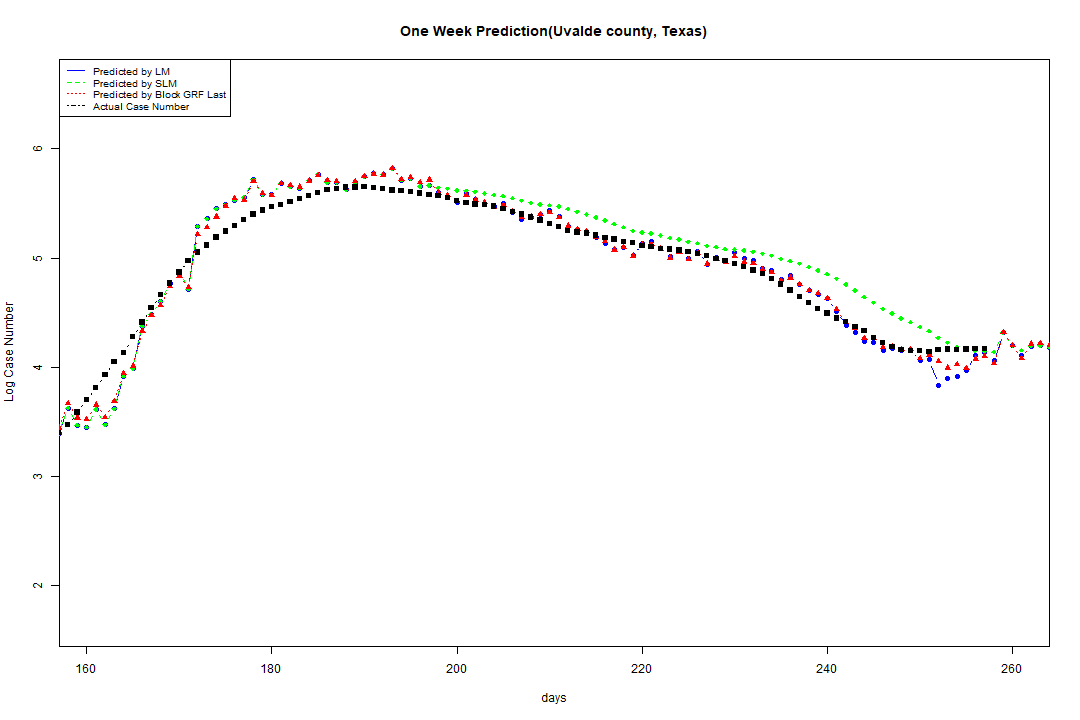 One Week Prediction(Uvalde county, Texas)
Predicted by LM
Predicted by SLM
Predicted by Block GRF Last
Actual Case Number
6
5
4
3
2
Log Case Number
160 180 200 220 240 260
days